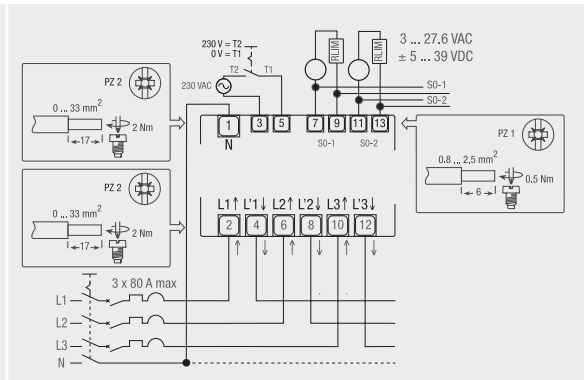 230 V = T2
0 V = T1
T2 T1
230 VAC
RLIM RLIM
3 ... 27.6 VAC
± 5 ... 39 VDC
S0-1
S0-2
PZ 2
0 ... 33 mm²
17
2 Nm
1 3 5 7 9 11 13
N S0-1 S0-2
PZ 1
0.8 ... 2,5 mm²
6
0.5 Nm
PZ 2
0 ... 33 mm²
17
2 Nm
L1↑ L'1↓ L2↑ L'2↓ L3↑ L'3↓
2 4 6 8 10 12
3 x 80 A max
L1
L2
L3
N